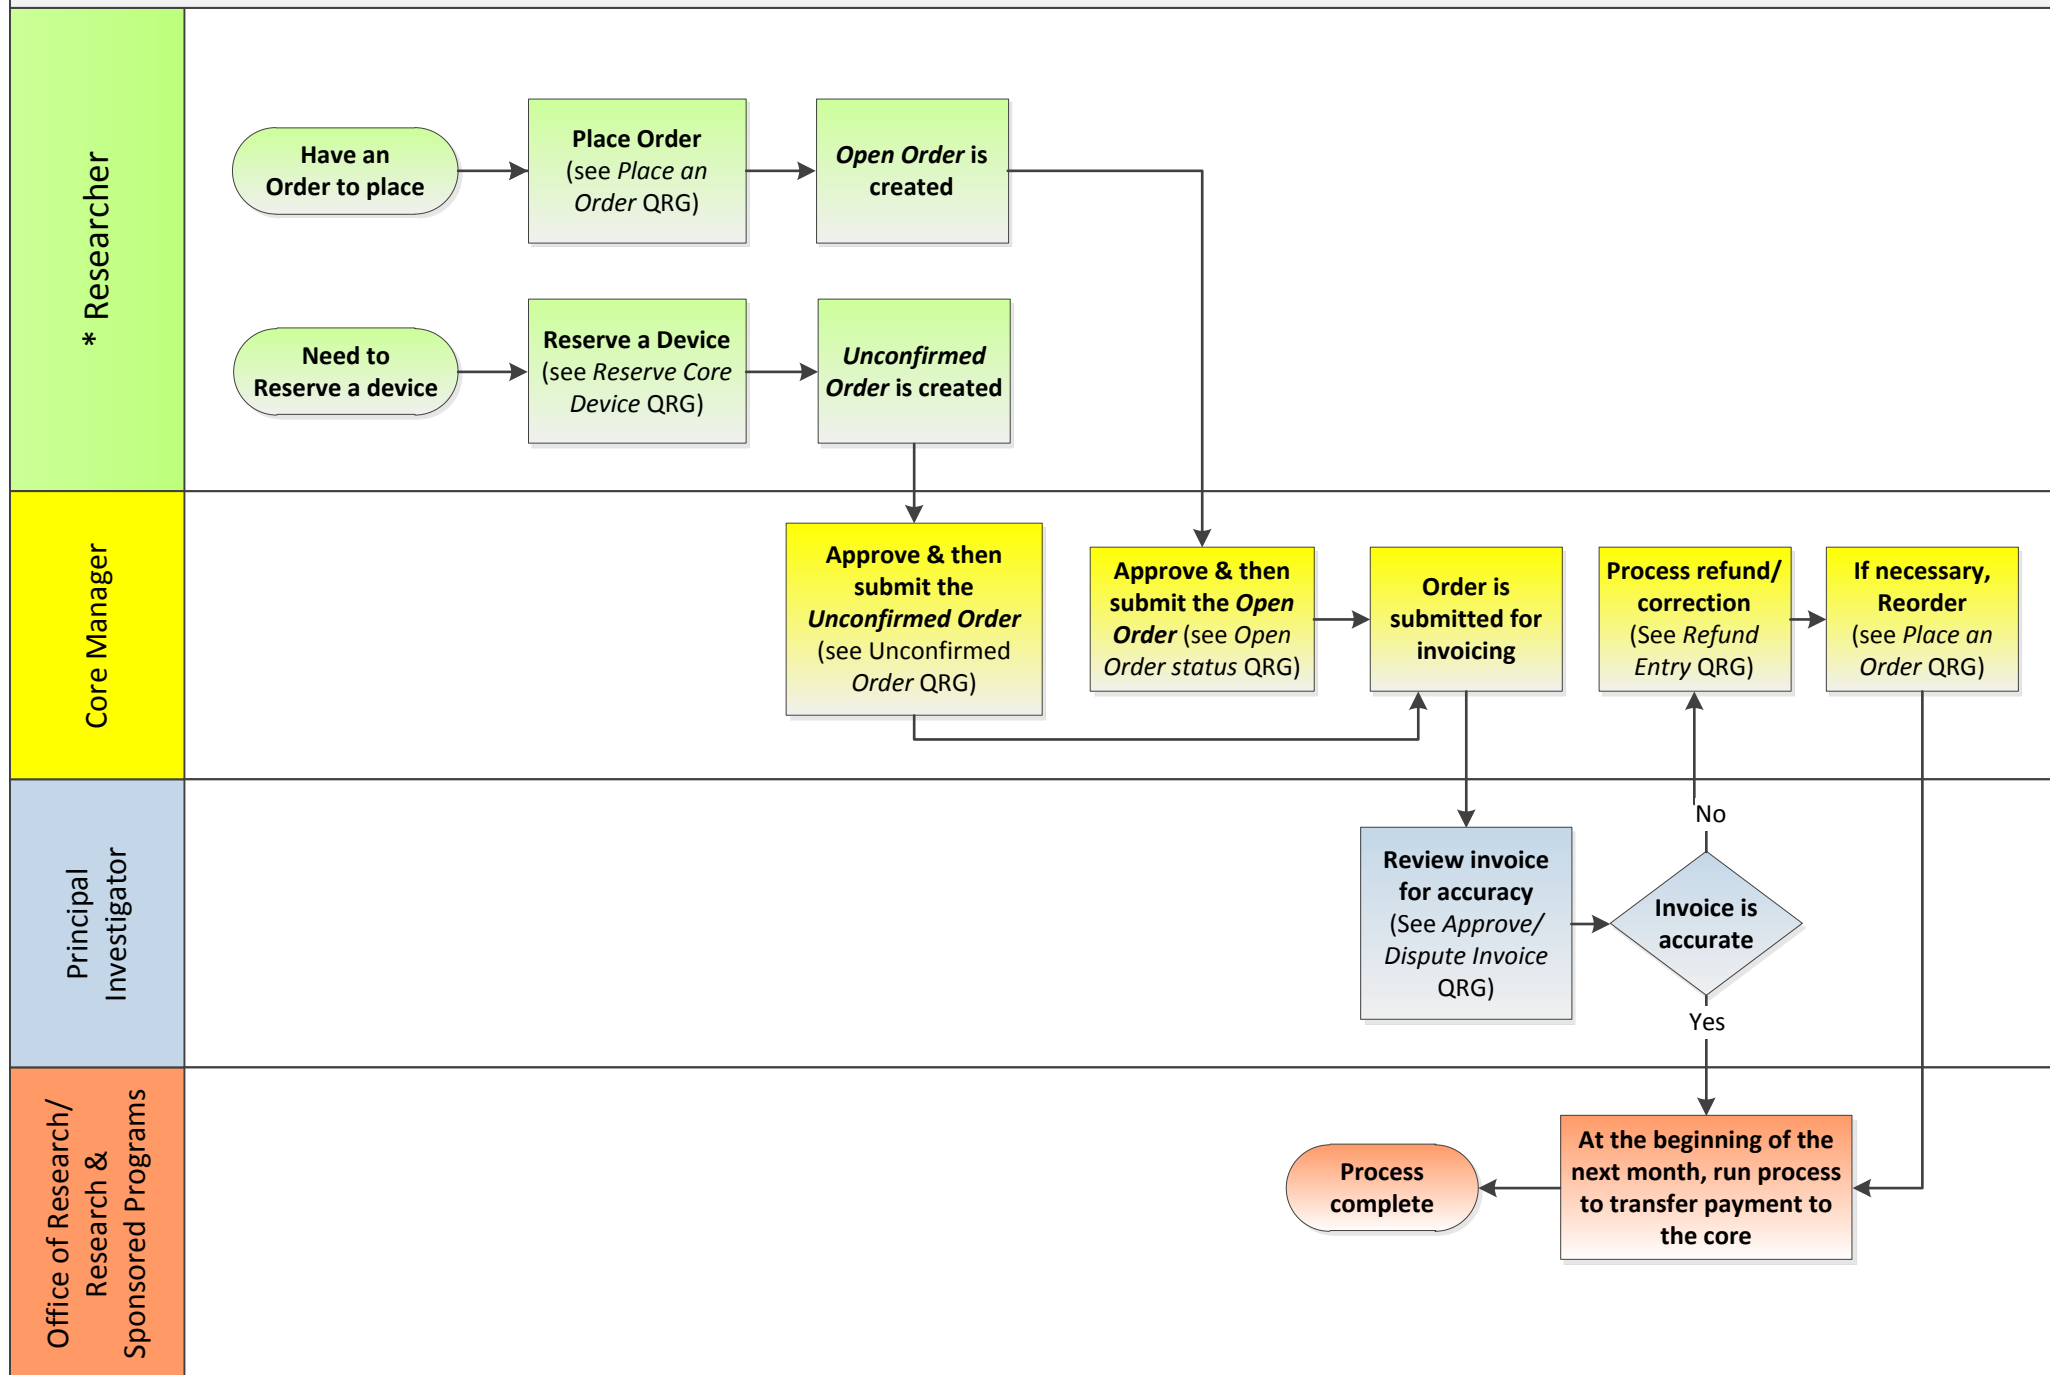 * Researcher
Have an
Order to place
Place Order
(see Place an
Order QRG)
Open Order is
created
Need to
Reserve a device
Reserve a Device
(see Reserve Core
Device QRG)
Unconfirmed
Order is created
Core Manager
Approve & then
submit the
Unconfirmed Order
(see Unconfirmed
Order QRG)
Approve & then
submit the Open
Order (see Open
Order status QRG)
Order is
submitted for
invoicing
Process refund/
correction
(See Refund
Entry QRG)
If necessary,
Reorder
(see Place an
Order QRG)
Principal
Investigator
Review invoice
for accuracy
(See Approve/
Dispute Invoice
QRG)
No
Invoice is
accurate
Yes
Office of Research/
Research &
Sponsored Programs
Process
complete
At the beginning of the
next month, run process
to transfer payment to
the core